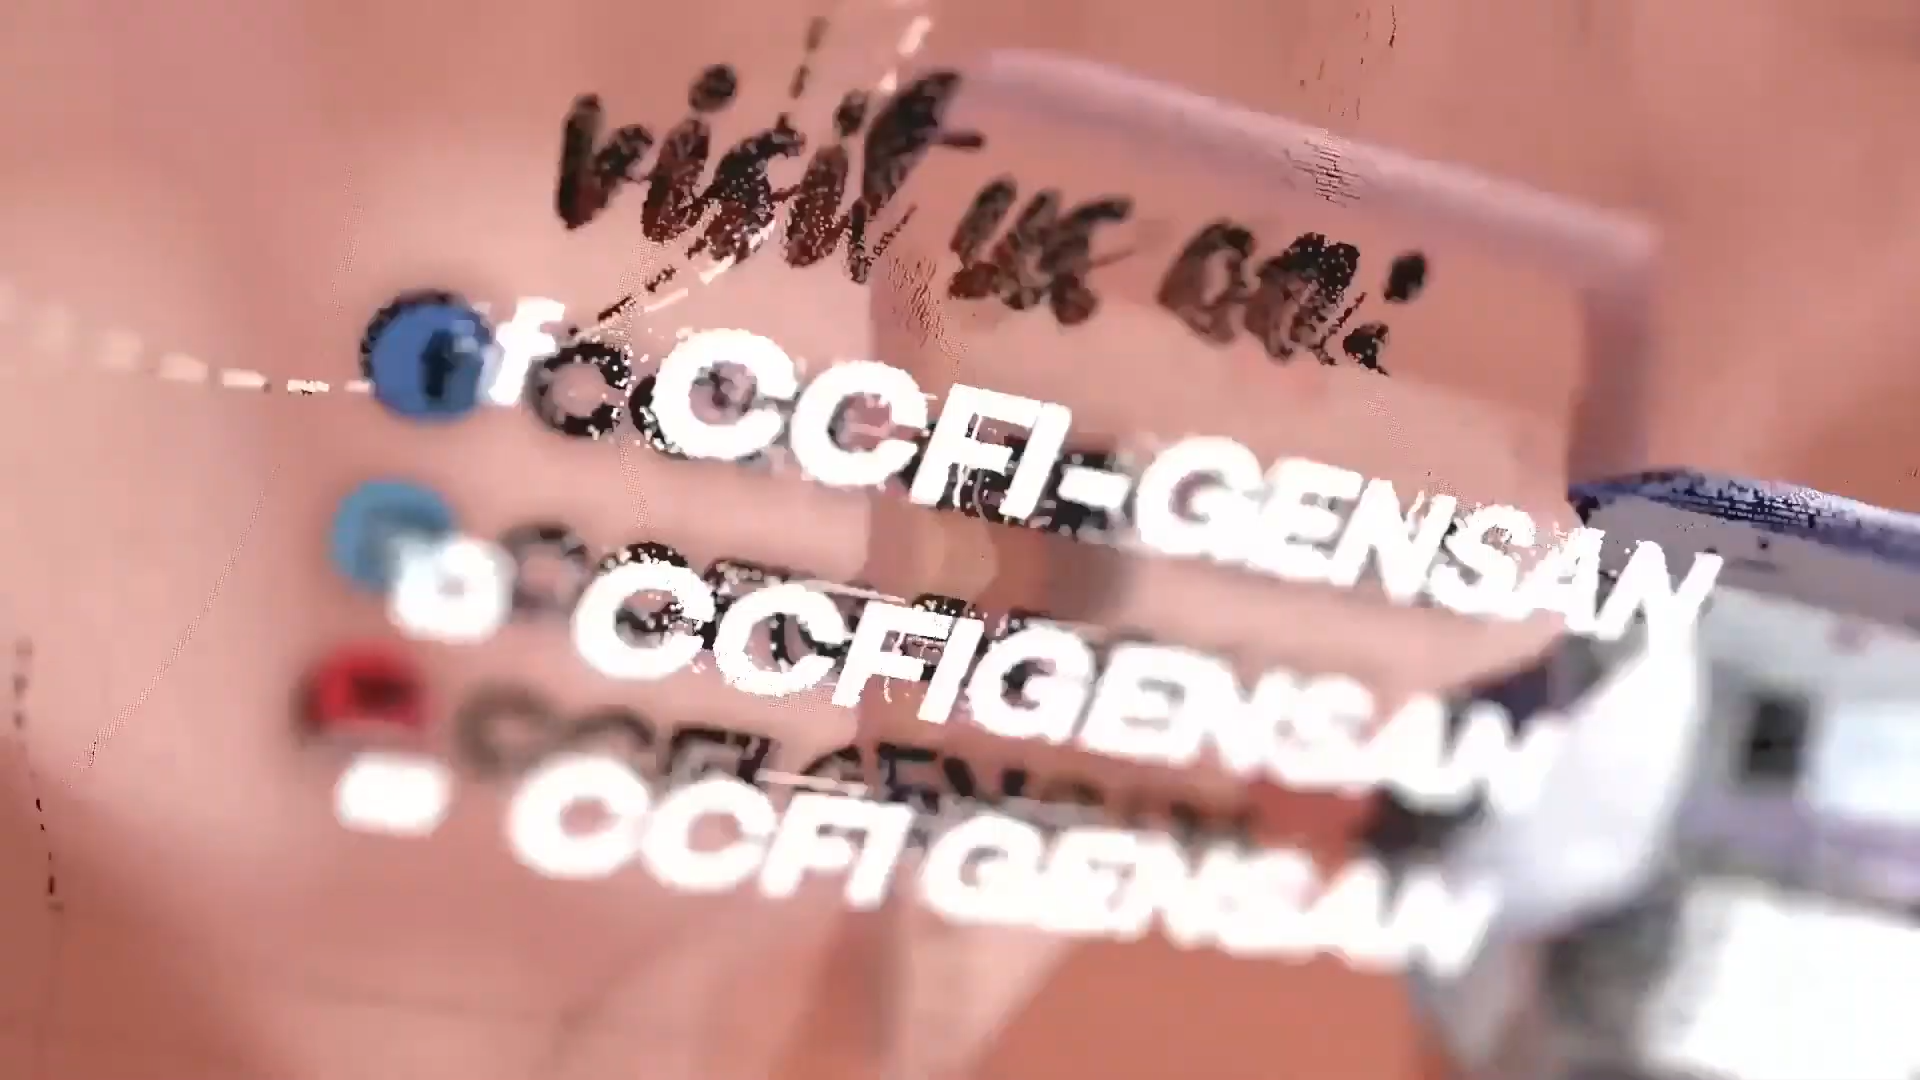 visit us on:
f CCFI-GENSAN
CCFIGENSAN
CCFI GENSAN